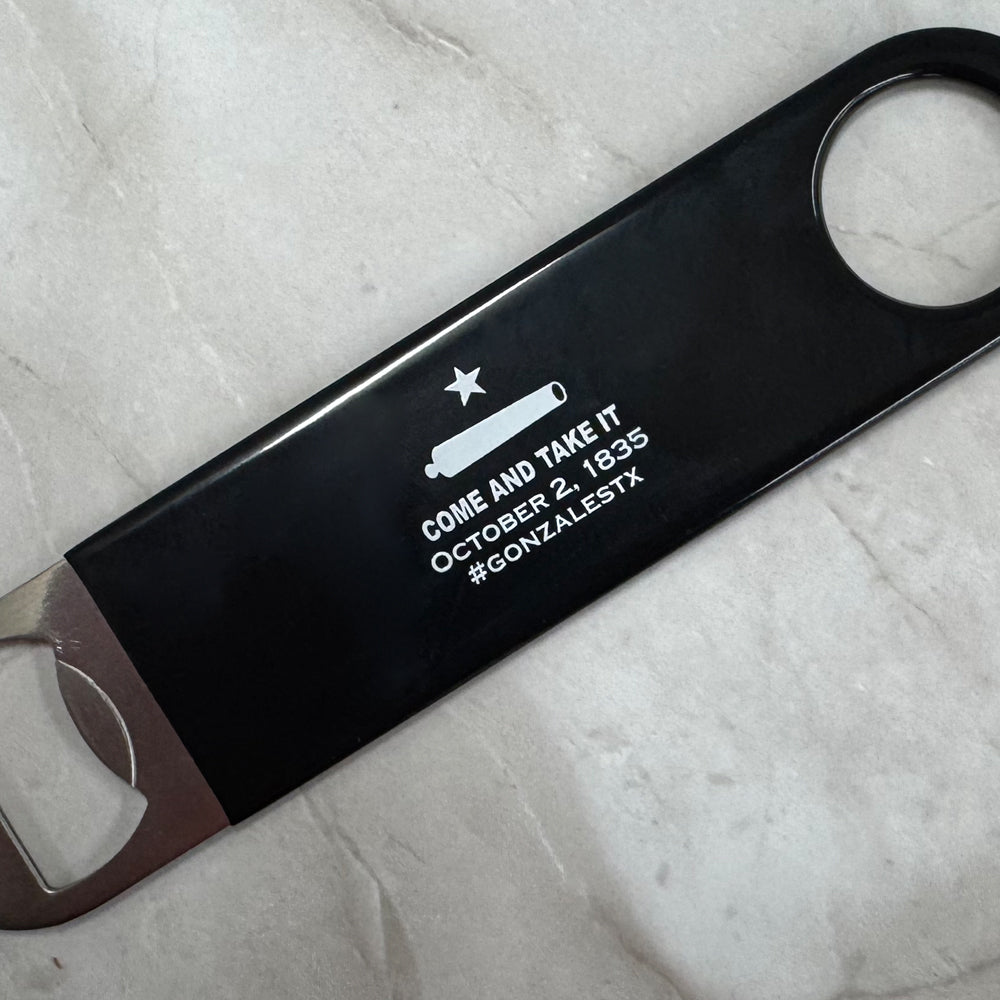 COME AND TAKE IT
OCTOBER 2, 1835
#GONZALESTX